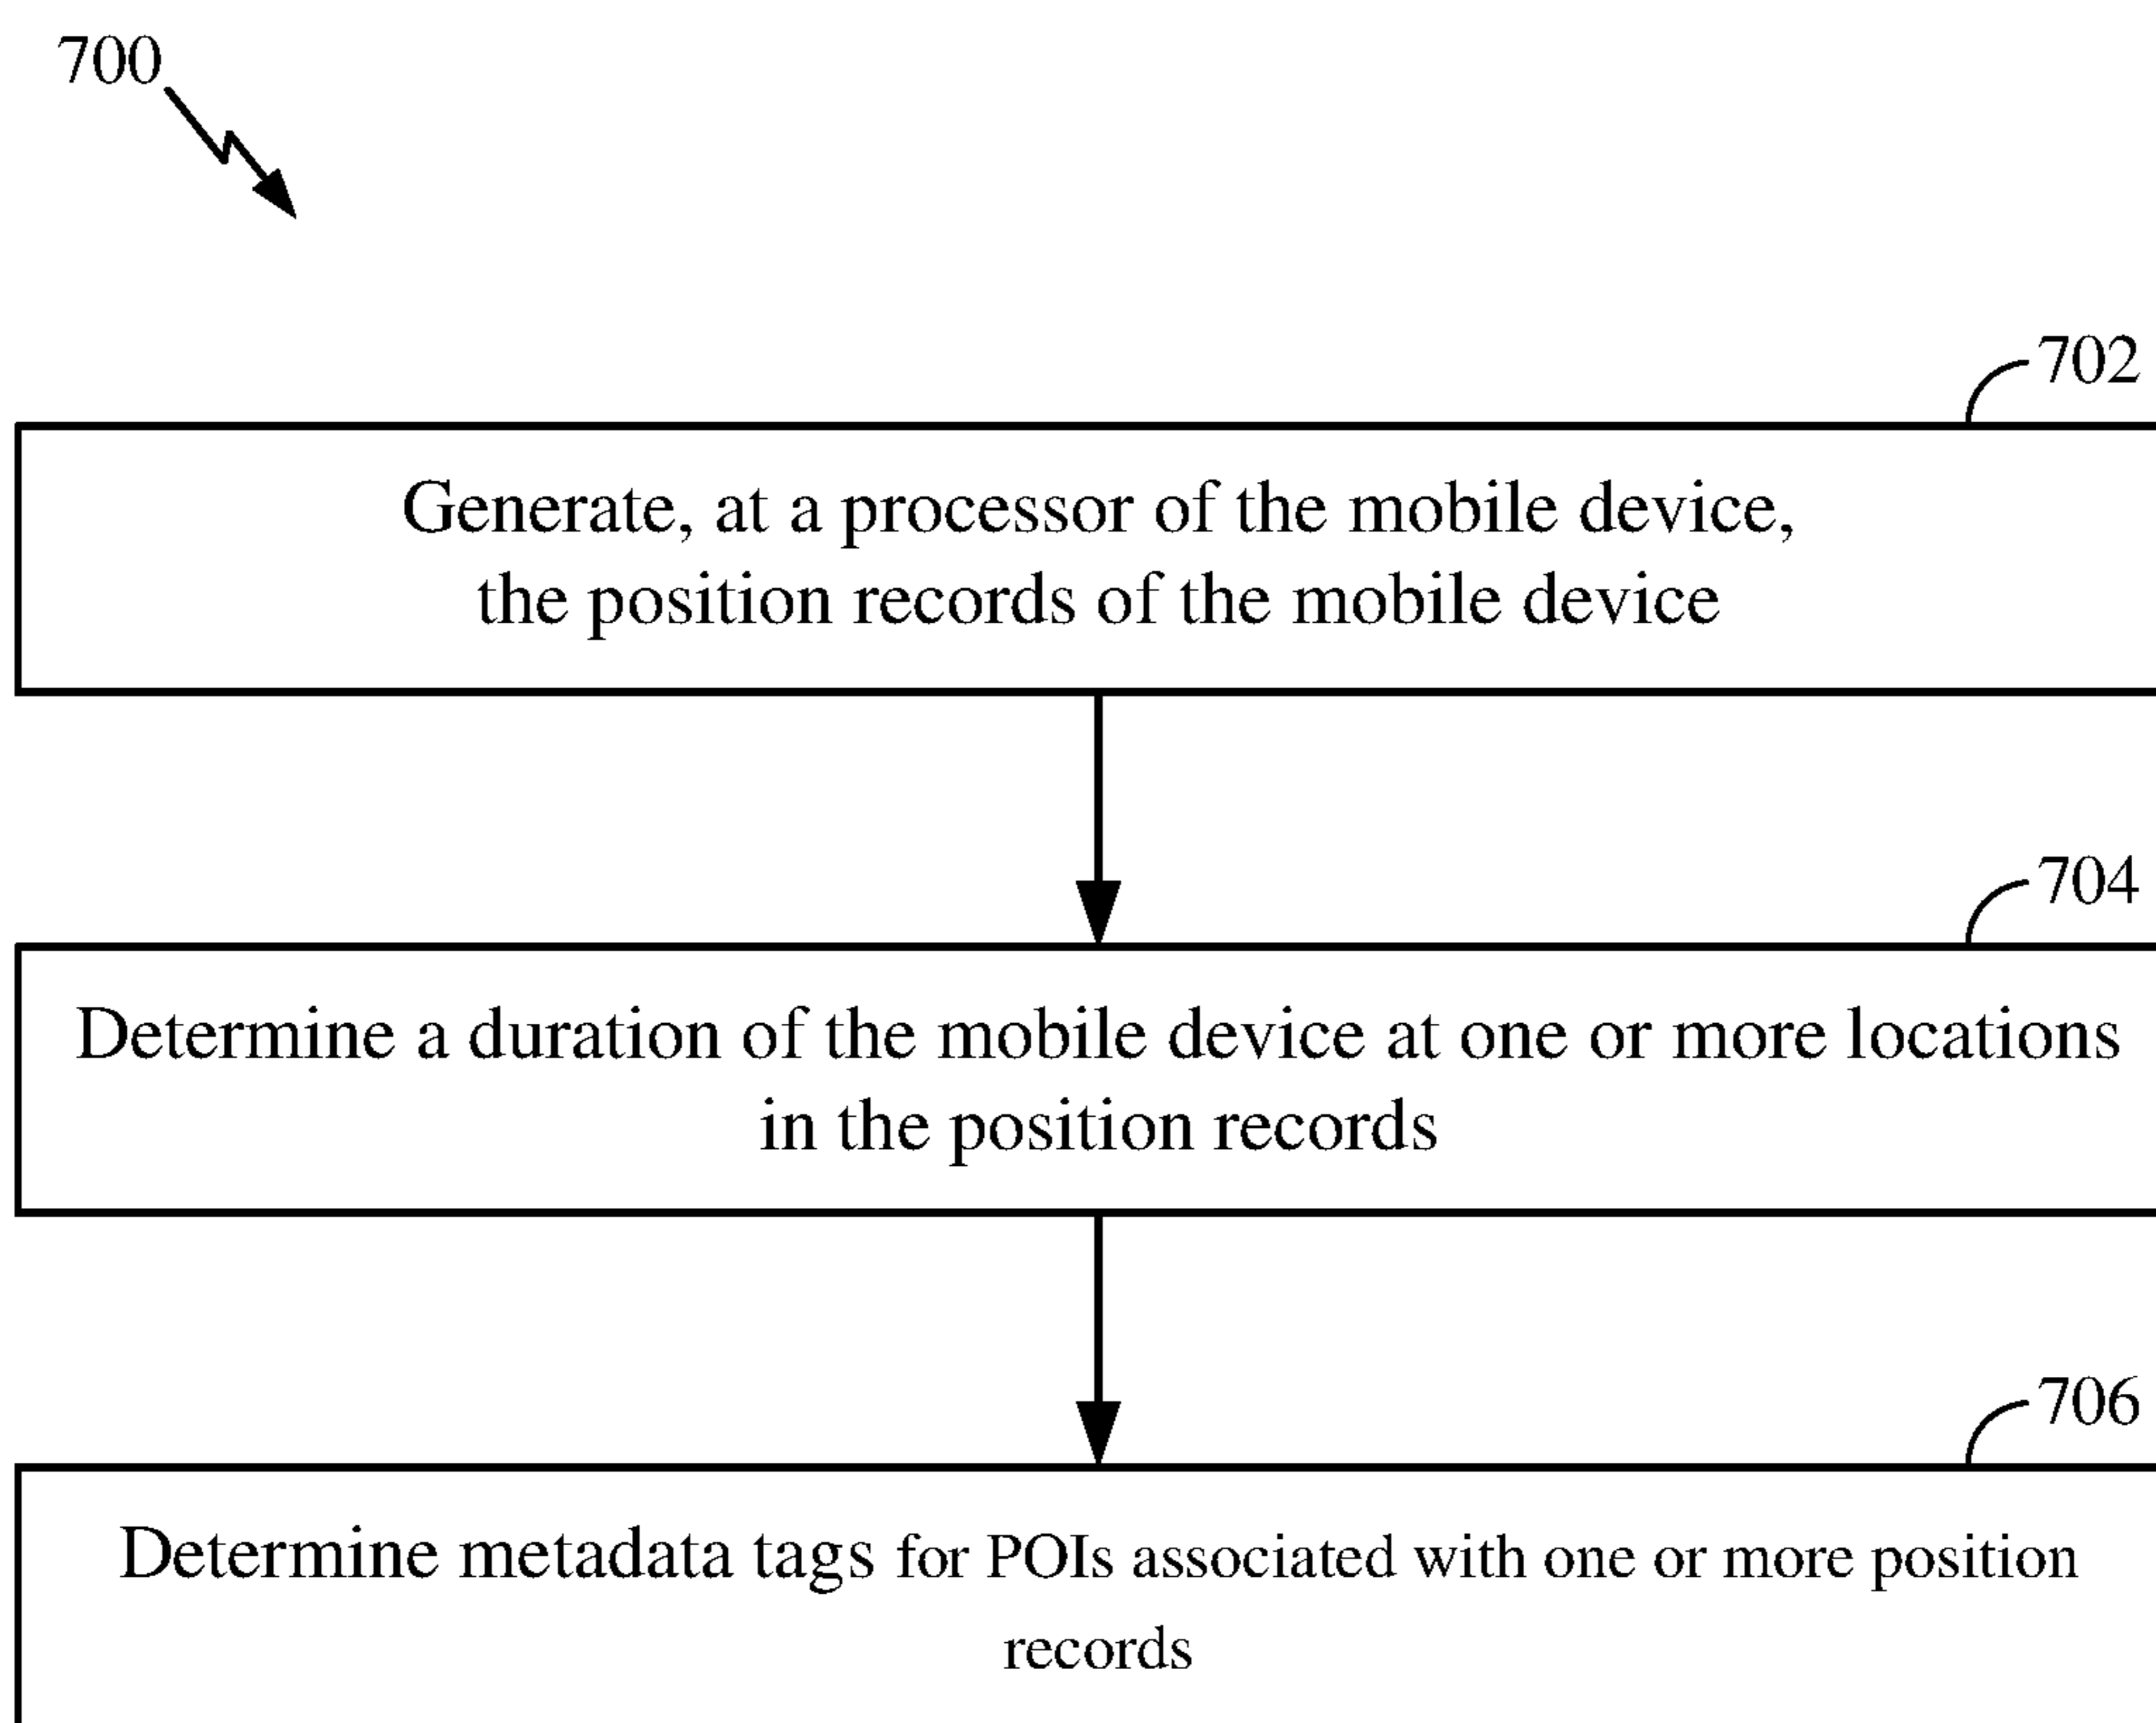 700
702
Generate, at a processor of the mobile device,
the position records of the mobile device
704
Determine a duration of the mobile device at one or more locations
in the position records
706
Determine metadata tags for POIs associated with one or more position
records